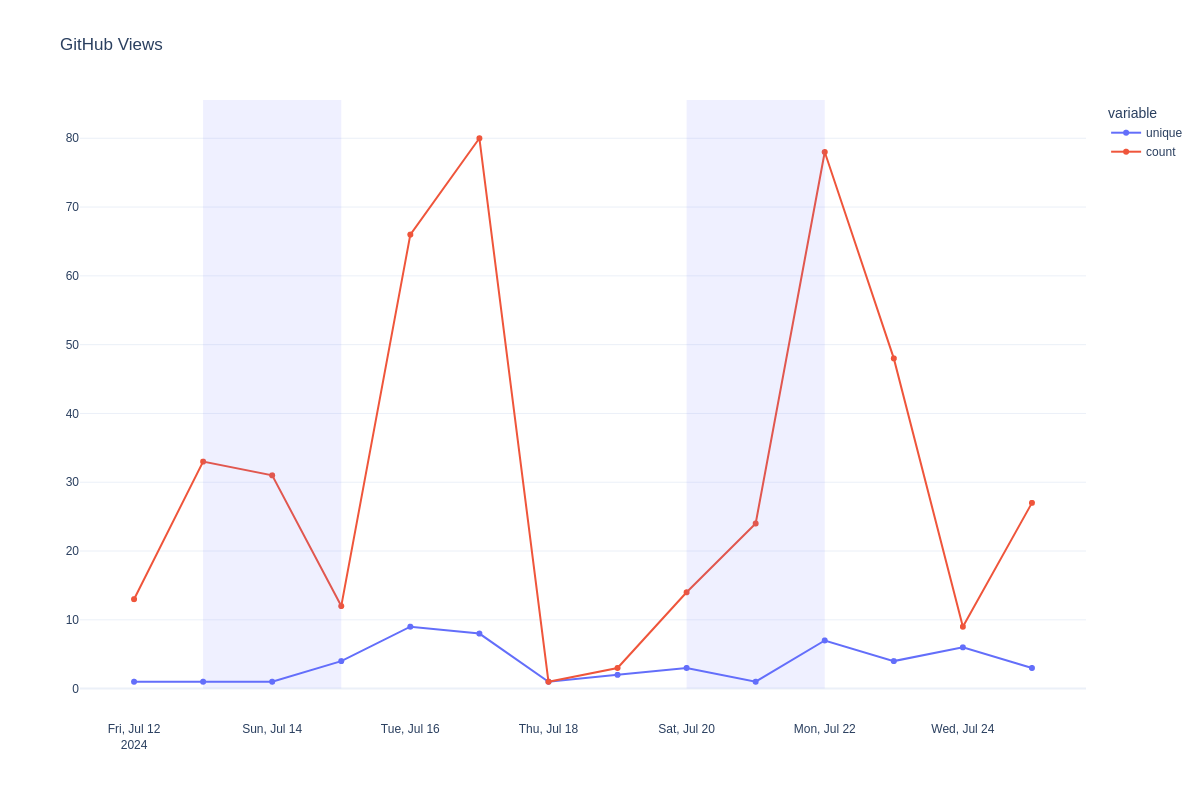 GitHub Views
variable
unique
count
80
70
60
50
40
30
20
10
0
Fri, Jul 12 Sun, Jul 14 Tue, Jul 16 Thu, Jul 18 Sat, Jul 20 Mon, Jul 22 Wed, Jul 24
2024